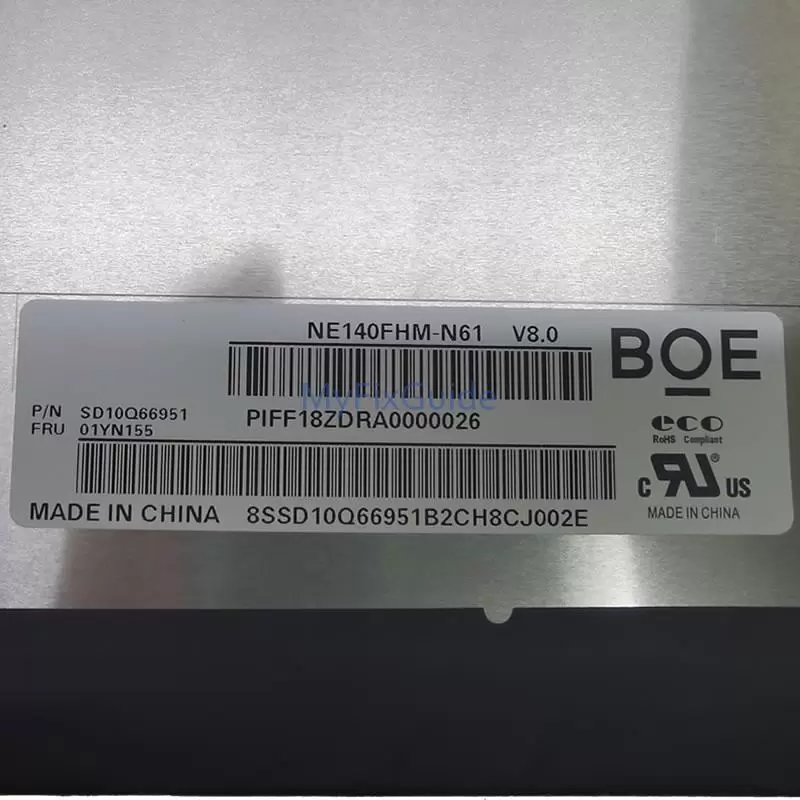 NE140FHM-N61 V8.0
BOE
MyFixGuide
P/N SD10Q66951
FRU 01YN155
PIFF18ZDRA0000026
eco
RoHS Compliant
C RU ® US
MADE IN CHINA
8SSD10Q66951B2CH8CJ002E
MADE IN CHINA